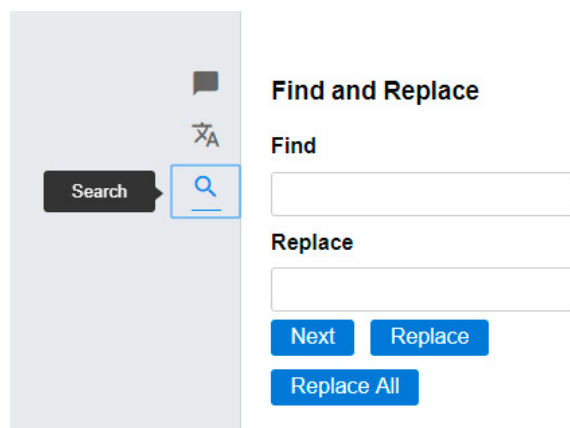 Find and Replace
Find
Search
Replace
Next Replace
Replace All